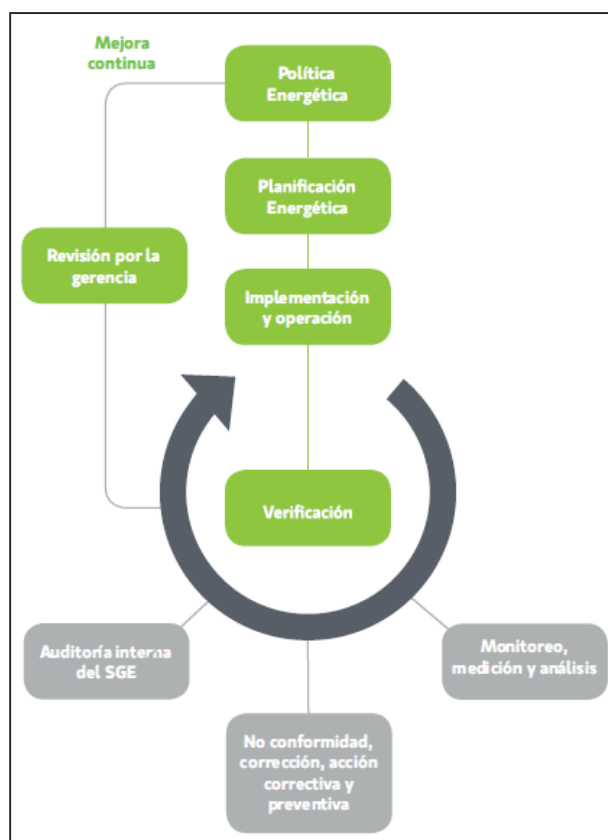 Mejora
continua
Política
Energética
Planificación
Energética
Revisión por la
gerencia
Implementación
y operación
Verificación
Auditoría interna
del SGE
Monitoreo,
medición y análisis
No conformidad,
corrección, acción
correctiva y
preventiva